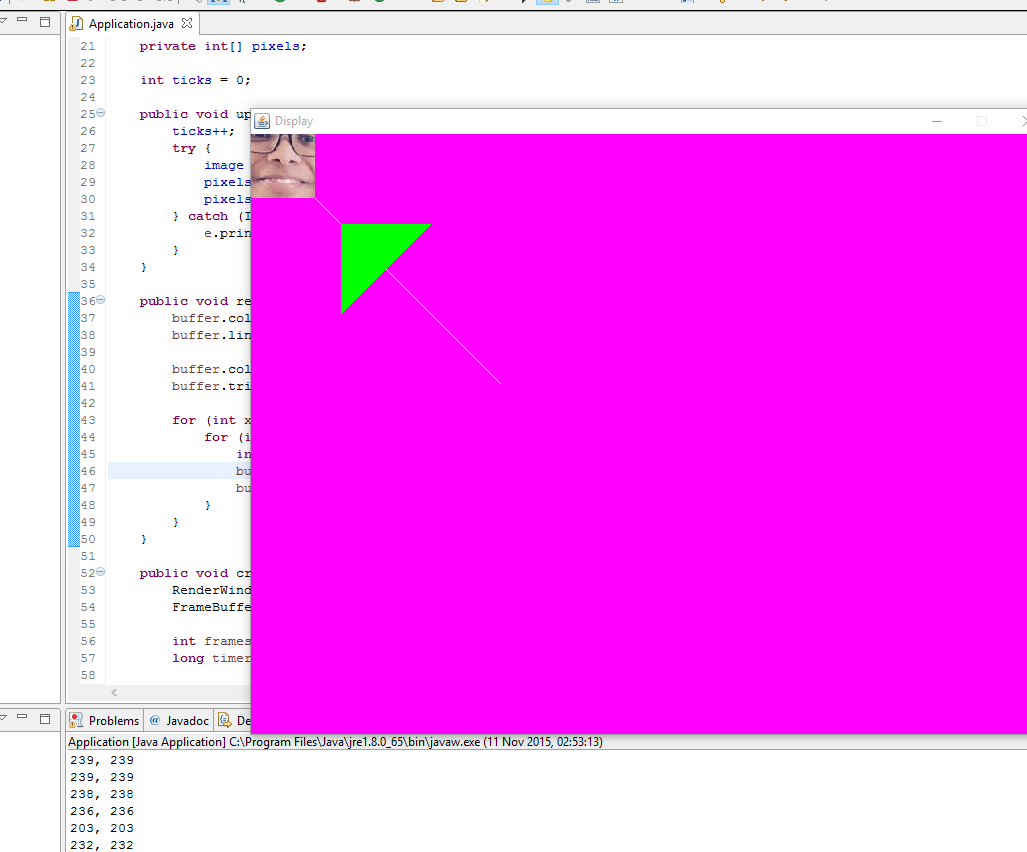 Application.java
21 private int[] pixels;
22
23 int ticks = 0;
24
25 public void up
26 ticks++;
27 try {
28 image
29 pixels
30 pixels
31 } catch (I
32 e.prin
33 }
34 }
35
36 public void re
37 buffer.col
38 buffer.lin
39
40 buffer.col
41 buffer.tri
42
43 for (int x
44 for (i
45 in
46 bu
47 bu
48 }
49 }
50 }
51
52 public void cr
53 RenderWind
54 FrameBuffe
55
56 int frames
57 long timer
58
Display
Problems @ Javadoc De
Application [Java Application] C:\Program Files\Java\jre1.8.0_65\bin\javaw.exe (11 Nov 2015, 02:53:13)
239, 239
239, 239
238, 238
236, 236
203, 203
232, 232